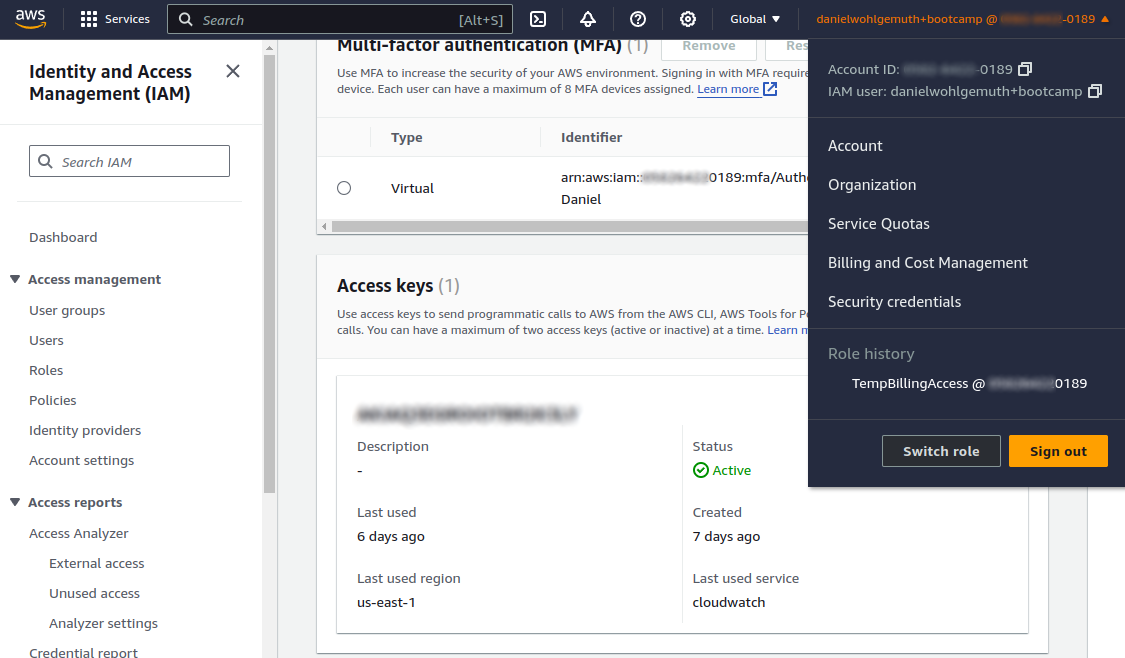 aws
Services
Search
[Alt+S]
Global
danielwohlgemuth+bootcamp @ -0189
Identity and Access
Management (IAM)
Search IAM
Dashboard
Access management
User groups
Users
Roles
Policies
Identity providers
Account settings
Access reports
Access Analyzer
External access
Unused access
Analyzer settings
Credential report
Multi-factor authentication (MFA) (1)
Remove
Res
Use MFA to increase the security of your AWS environment. Signing in with MFA require
device. Each user can have a maximum of 8 MFA devices assigned. Learn more
Type
Identifier
Virtual
arn:aws:iam:: 0189:mfa/Auth
Daniel
Access keys (1)
Use access keys to send programmatic calls to AWS from the AWS CLI, AWS Tools for P
calls. You can have a maximum of two access keys (active or inactive) at a time. Learn
Description
-
Status
Active
Last used
6 days ago
Created
7 days ago
Last used region
us-east-1
Last used service
cloudwatch
Account ID: -0189
IAM user: danielwohlgemuth+bootcamp
Account
Organization
Service Quotas
Billing and Cost Management
Security credentials
Role history
TempBillingAccess @ 0189
Switch role
Sign out